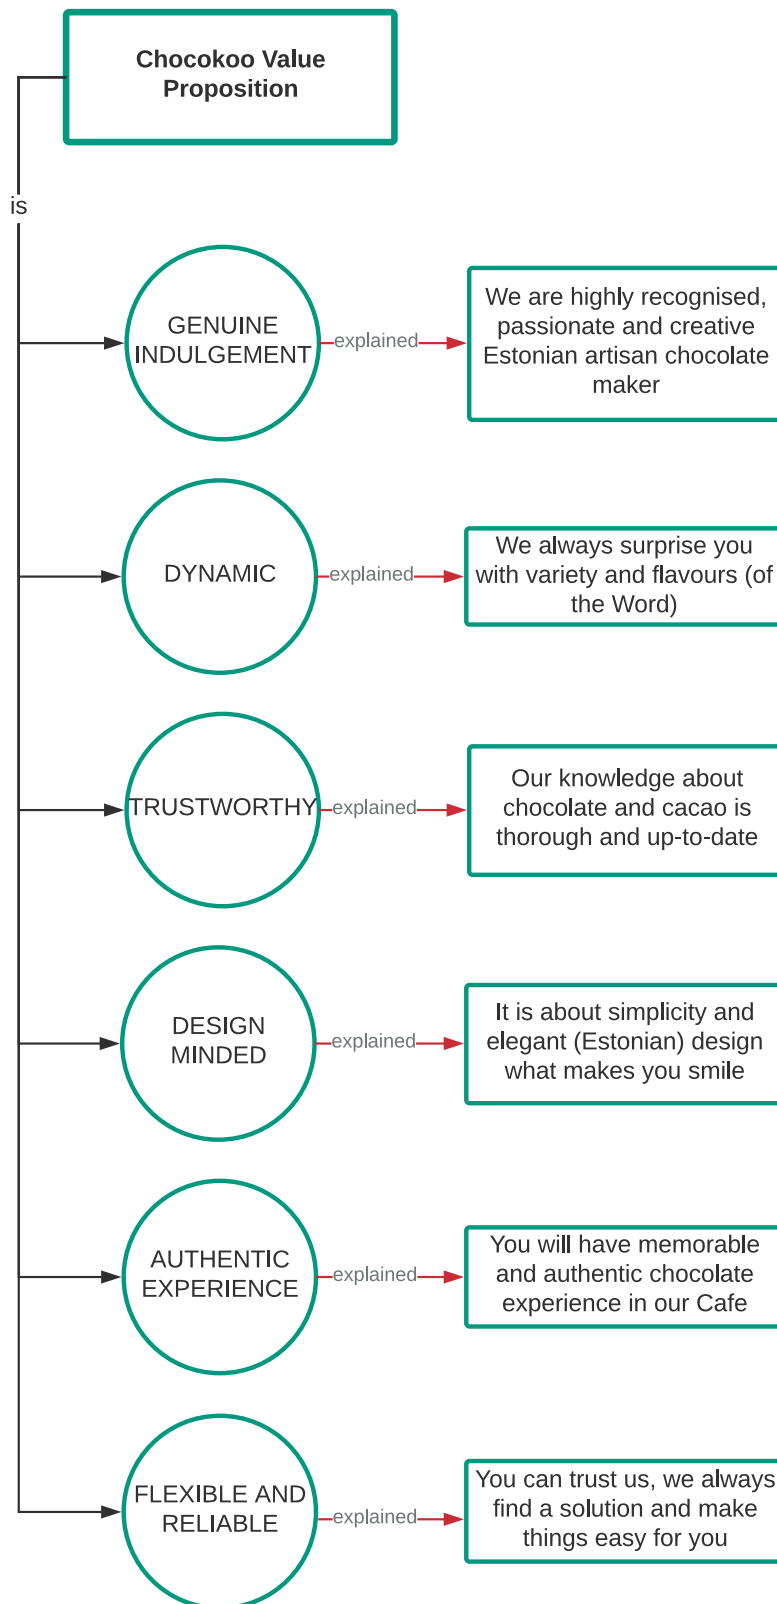 Chocokoo Value
Proposition
is
GENUINE
INDULGEMENT
explained
We are highly recognised,
passionate and creative
Estonian artisan chocolate
maker
DYNAMIC
explained
We always surprise you
with variety and flavours (of
the Word)
TRUSTWORTHY
explained
Our knowledge about
chocolate and cacao is
thorough and up-to-date
DESIGN
MINDED
explained
It is about simplicity and
elegant (Estonian) design
what makes you smile
AUTHENTIC
EXPERIENCE
explained
You will have memorable
and authentic chocolate
experience in our Cafe
FLEXIBLE AND
RELIABLE
explained
You can trust us, we always
find a solution and make
things easy for you